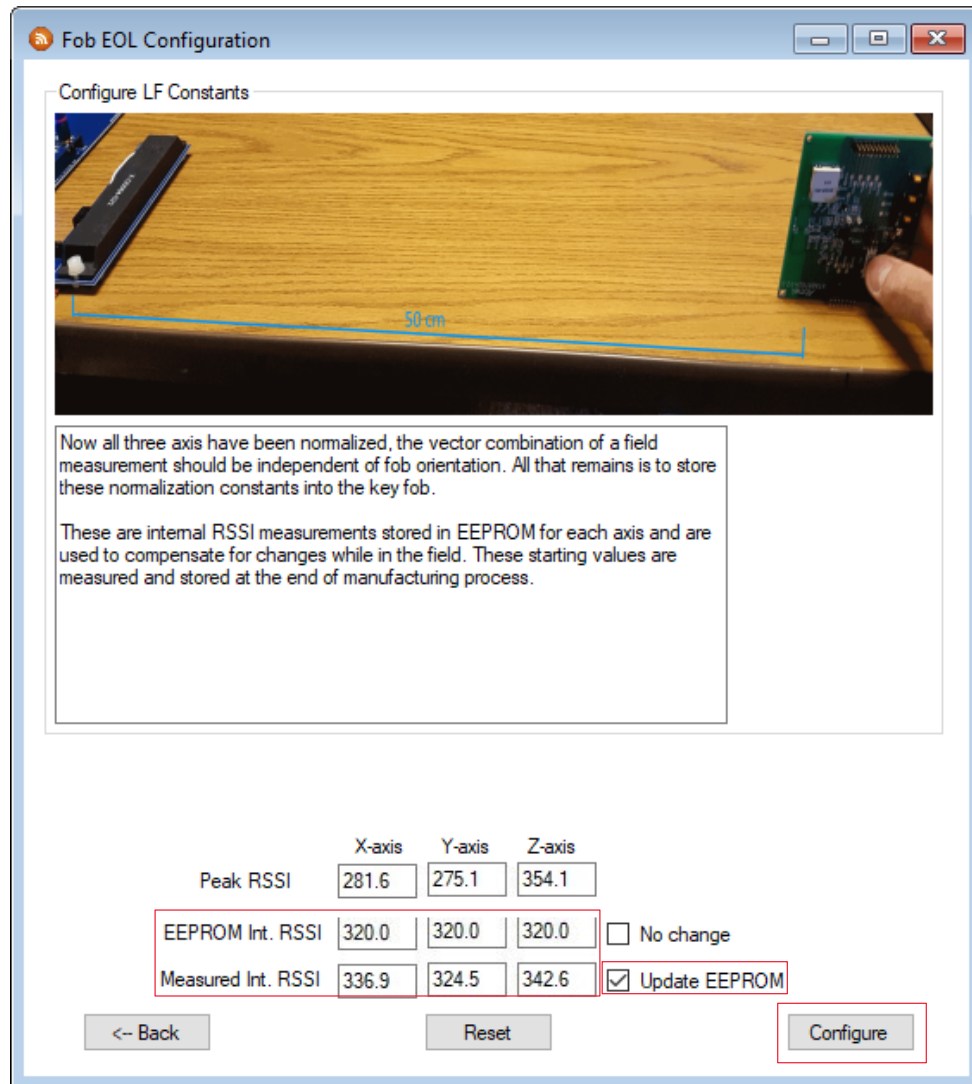 Fob EOL Configuration
Configure LF Constants
50 cm
Now all three axis have been normalized, the vector combination of a field
measurement should be independent of fob orientation. All that remains is to store
these normalization constants into the key fob.
These are internal RSSI measurements stored in EEPROM for each axis and are
used to compensate for changes while in the field. These starting values are
measured and stored at the end of manufacturing process.
X-axis Y-axis Z-axis
Peak RSSI 281.6 275.1 354.1
EEPROM Int. RSSI 320.0 320.0 320.0 No change
Measured Int. RSSI 336.9 324.5 342.6 Update EEPROM
<-- Back Reset Configure